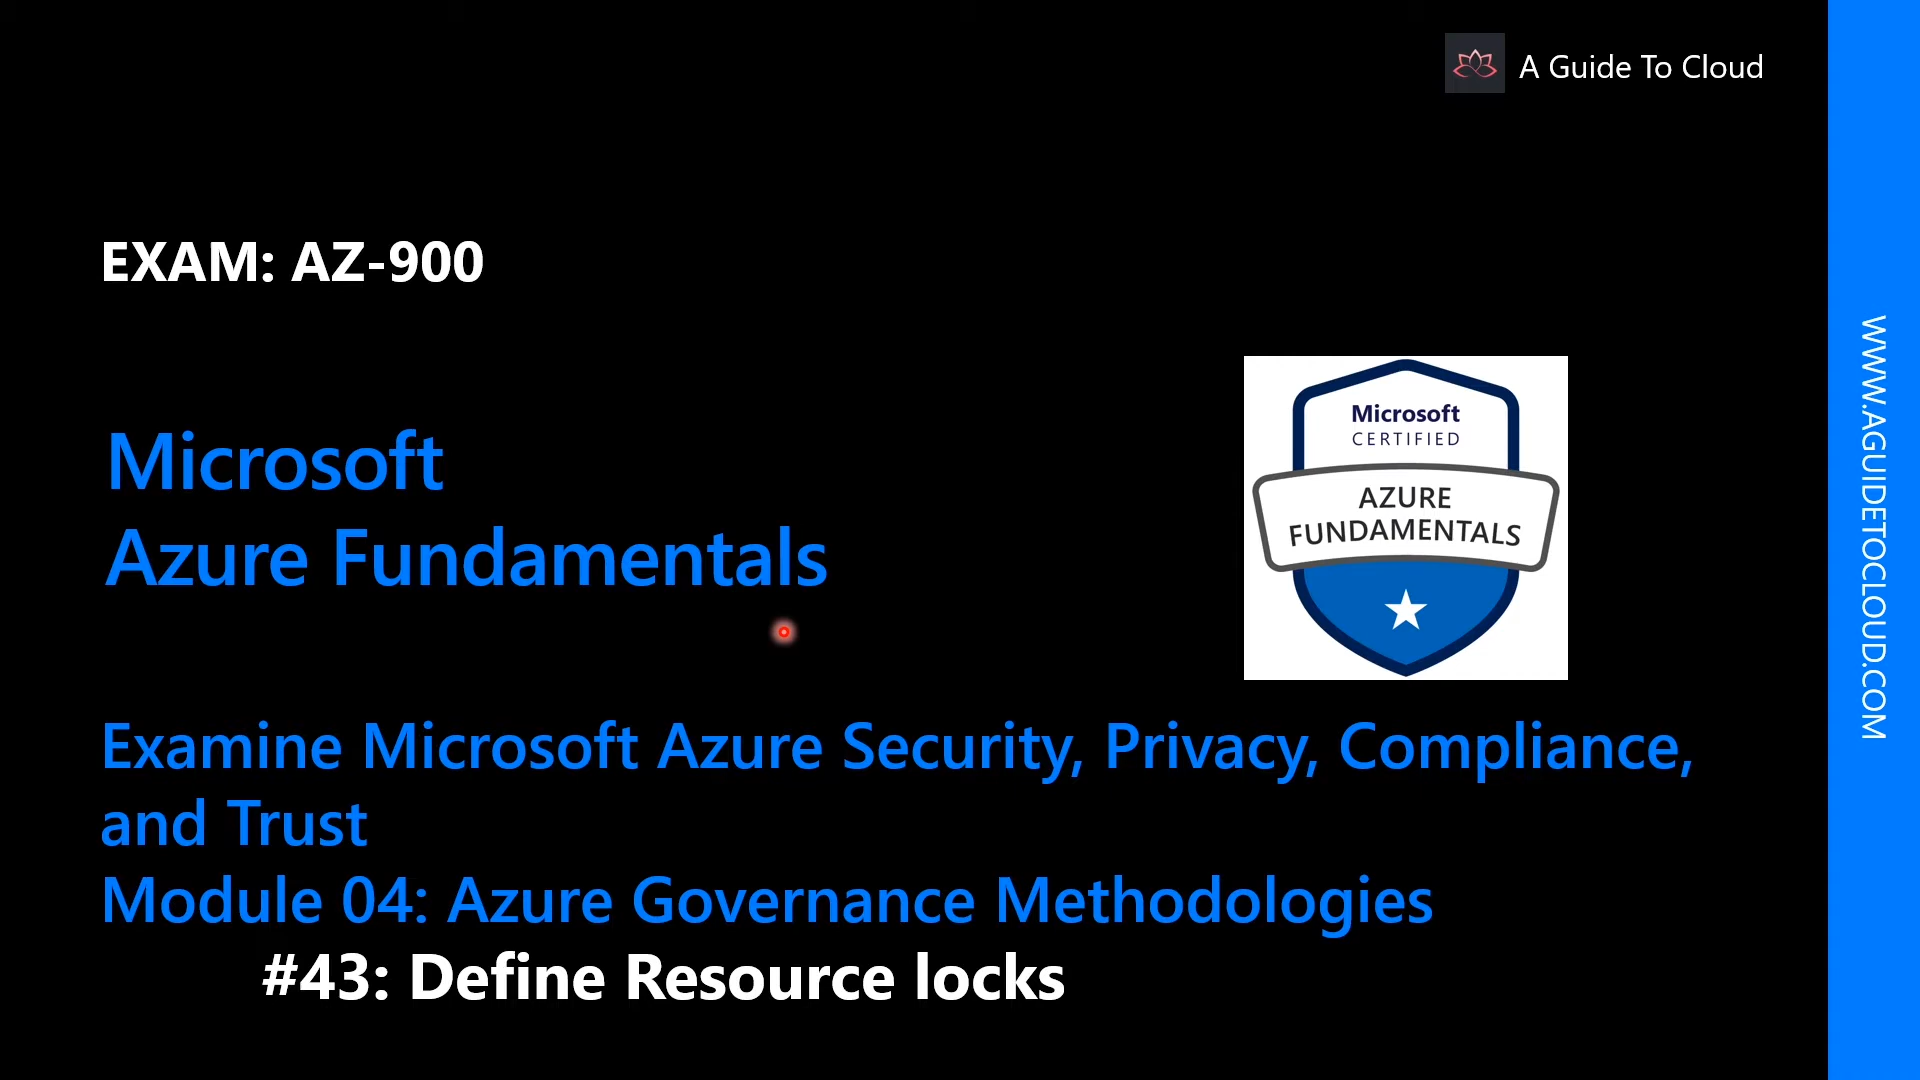 A Guide To Cloud
EXAM: AZ-900
Microsoft
Azure Fundamentals
Microsoft
CERTIFIED
AZURE
FUNDAMENTALS
Examine Microsoft Azure Security, Privacy, Compliance,
and Trust
Module 04: Azure Governance Methodologies
#43: Define Resource locks
WWW.AGUIDETOCLOUD.COM